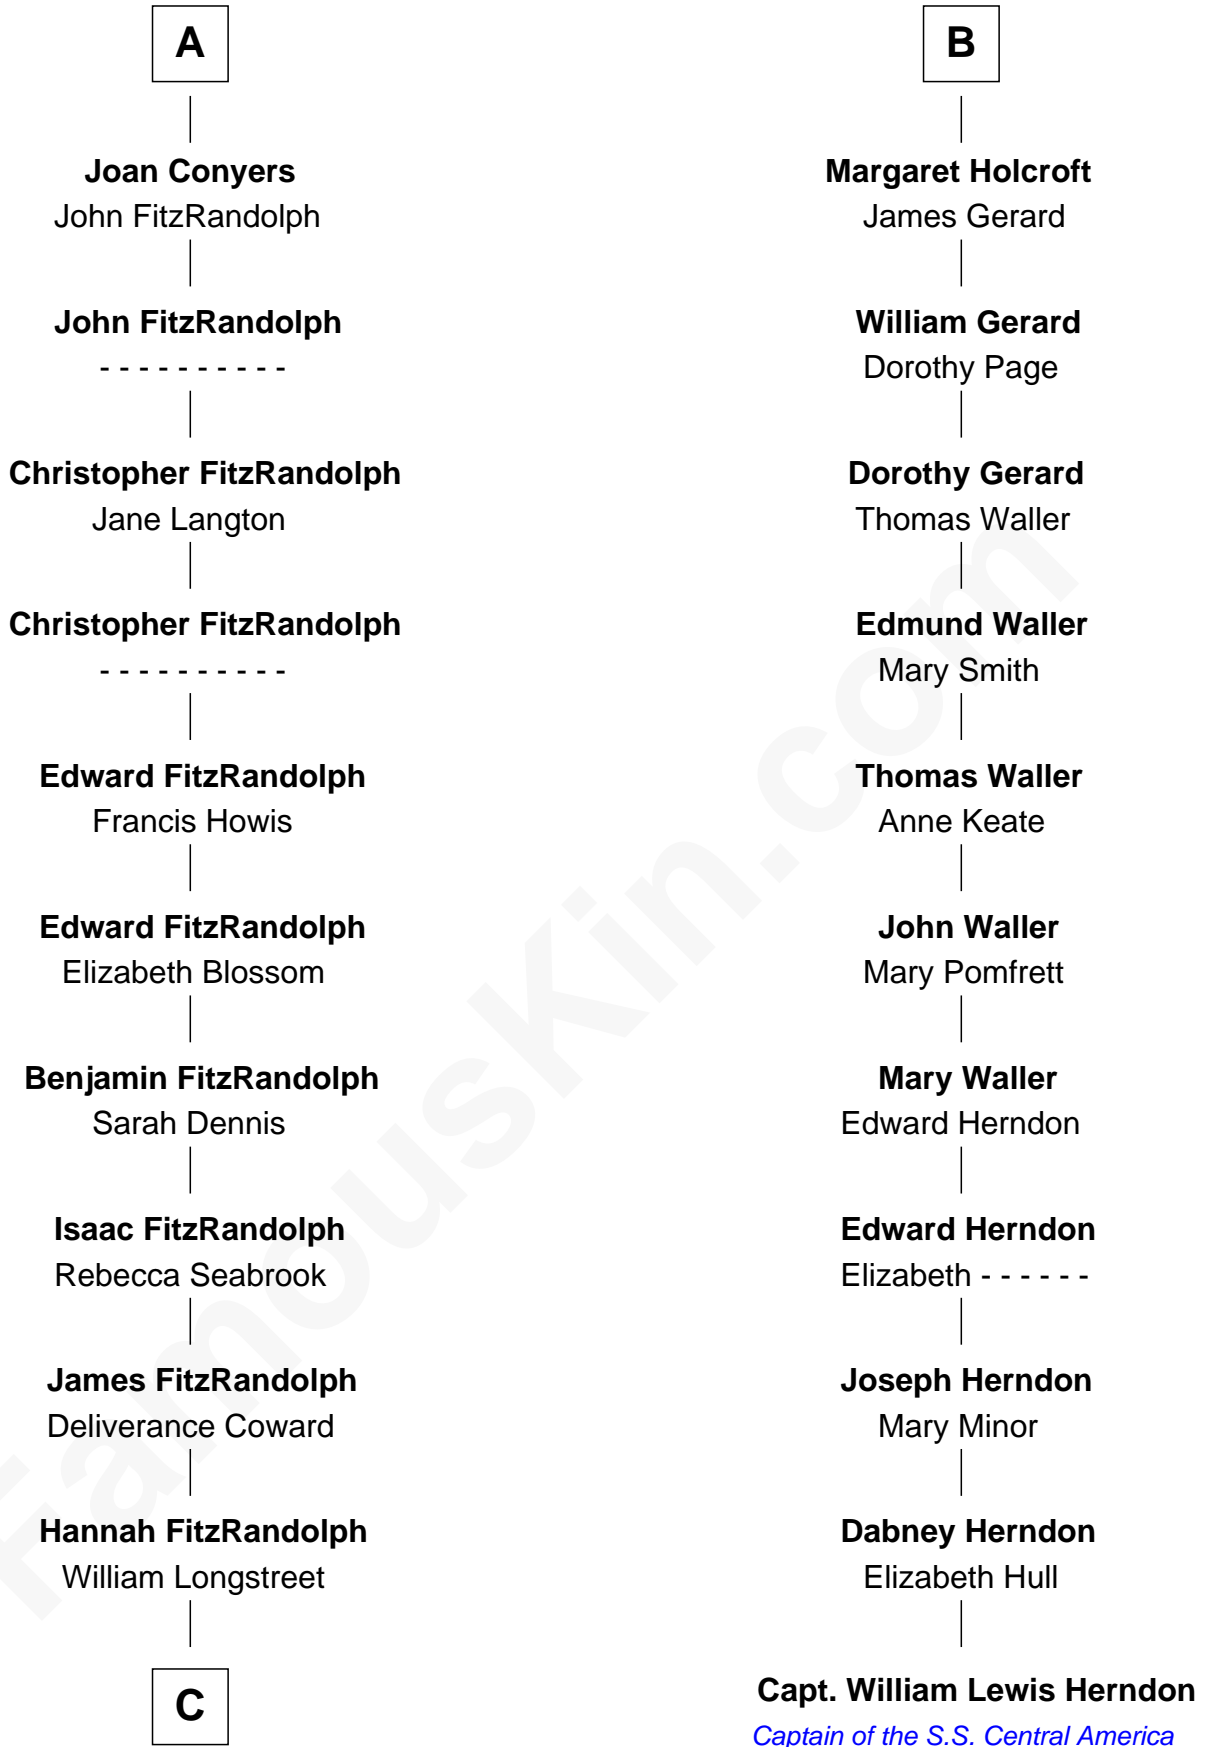 A
Joan Conyers
John FitzRandolph
John FitzRandolph
- - - - - - - - - -
Christopher FitzRandolph
Jane Langton
Christopher FitzRandolph
- - - - - - - - - -
Edward FitzRandolph
Francis Howis
Edward FitzRandolph
Elizabeth Blossom
Benjamin FitzRandolph
Sarah Dennis
Isaac FitzRandolph
Rebecca Seabrook
James FitzRandolph
Deliverance Coward
Hannah FitzRandolph
William Longstreet
C
B
Margaret Holcroft
James Gerard
William Gerard
Dorothy Page
Dorothy Gerard
Thomas Waller
Edmund Waller
Mary Smith
Thomas Waller
Anne Keate
John Waller
Mary Pomfrett
Mary Waller
Edward Herndon
Edward Herndon
Elizabeth - - - - - -
Joseph Herndon
Mary Minor
Dabney Herndon
Elizabeth Hull
Capt. William Lewis Herndon
Captain of the S.S. Central America
FamousKin.com